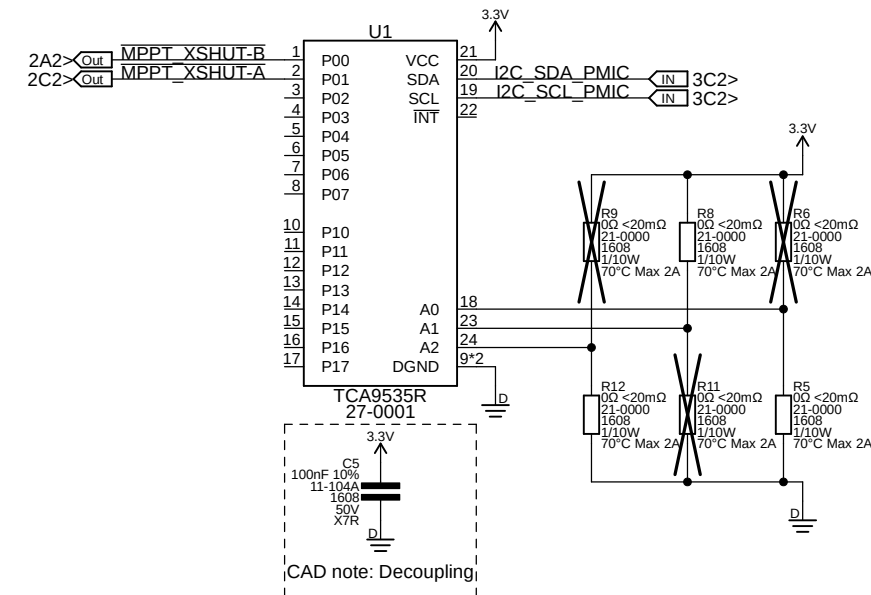 U1
3.3V
2A2> Out MPPT_XSHUT-B 1 P00 VCC 21
2C2> Out MPPT_XSHUT-A 2 P01 SDA 20 I2C_SDA_PMIC IN 3C2>
3 P02 SCL 19 I2C_SCL_PMIC IN 3C2>
4 P03 INT 22
5 P04
6 P05
7 P06
8 P07
10 P10
11 P11
12 P12
13 P13
14 P14 A0 18
15 P15 A1 23
16 P16 A2 24
17 P17 DGND 9*2
D
TCA9535R
27-0001
3.3V
R9
0Ω <20mΩ
21-0000
1608
1/10W
70°C Max 2A
R8
0Ω <20mΩ
21-0000
1608
1/10W
70°C Max 2A
R6
0Ω <20mΩ
21-0000
1608
1/10W
70°C Max 2A
R12
0Ω <20mΩ
21-0000
1608
1/10W
70°C Max 2A
R11
0Ω <20mΩ
21-0000
1608
1/10W
70°C Max 2A
R5
0Ω <20mΩ
21-0000
1608
1/10W
70°C Max 2A
D
3.3V
C5
100nF 10%
11-104A
1608
50V
X7R
D
CAD note: Decoupling